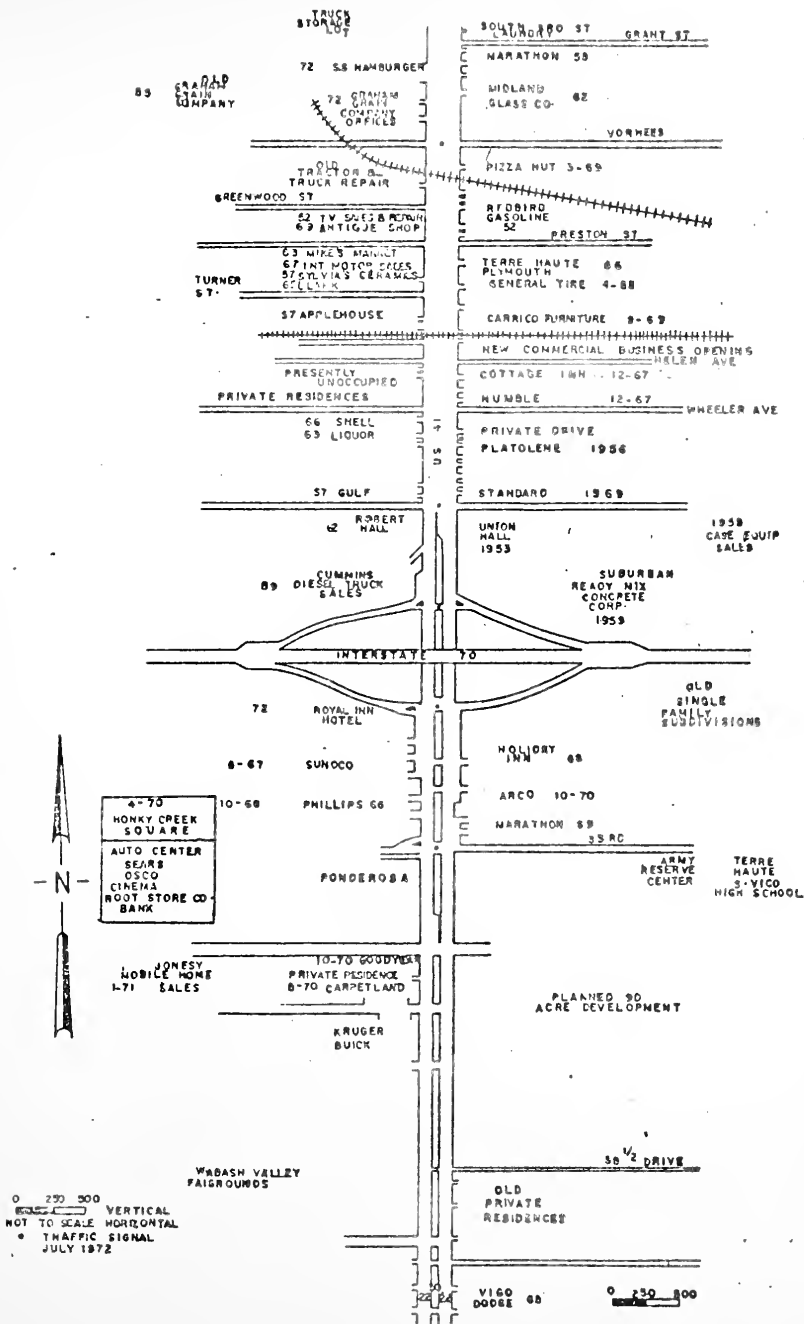 TRUCK
STORAGE
LOT
SOUTH 3RD ST
LAUNDRY GRANT ST
72 S.S HAMBURGER
MARATHON 58
OLD
GRAHAM
GRAIN
COMPANY
72 GRAHAM
GRAIN
COMPANY
OFFICES
MIDLAND
GLASS CO. 62
VORHEES
OLD
TRACTOR &
TRUCK REPAIR
PIZZA HUT 3-69
GREENWOOD ST
REDBIRD
GASOLINE
52
TV SALES & REPAIR
ANTIQUE SHOP
PRESTON ST
63 MIKE'S MARKET
67 INT MOTOR SALES
57 SYLVIA'S CERAMICS
TURNER
ST.
TERRE HAUTE 66
PLYMOUTH
GENERAL TIRE 4-68
57 APPLEHOUSE
CARRICO FURNITURE 9-69
NEW COMMERCIAL BUSINESS OPENING
HELEN AVE
PRESENTLY
UNOCCUPIED
COTTAGE INN 12-67
PRIVATE RESIDENCES
HUMBLE 12-67
WHEELER AVE
66 SHELL
63 LIQUOR
US 41
PRIVATE DRIVE
PLATOLENE 1956
57 GULF
STANDARD 1969
62 ROBERT
HALL
UNION
HALL
1953
1958
CASE EQUIP
SALES
CUMMINS
69 DIESEL TRUCK
SALES
SUBURBAN
READY MIX
CONCRETE
CORP.
1959
INTERSTATE 70
72 ROYAL INN
HOTEL
OLD
SINGLE
FAMILY
SUBDIVISIONS
6-67 SUNOCO
HOLIDAY
INN 68
10-68 PHILLIPS 66
ARCO 10-70
MARATHON 69
35 RD
4-70
HONKY CREEK
SQUARE
AUTO CENTER
SEARS
OSCO
CINEMA
ROOT STORE CO.
BANK
N
PONDEROSA
ARMY
RESERVE
CENTER
TERRE
HAUTE
S-VIGO
HIGH SCHOOL
JONESY
MOBILE HOME
1-71 SALES
10-70 GOODYEAR
PRIVATE RESIDENCE
8-70 CARPETLAND
PLANNED 90
ACRE DEVELOPMENT
KRUGER
BUICK
WABASH VALLEY
FAIGROUNDS
38 1/2 DRIVE
OLD
PRIVATE
RESIDENCES
0 250 500 VERTICAL
NOT TO SCALE HORIZONTAL
* TRAFFIC SIGNAL
JULY 1972
VIGO
DODGE 68
0 250 500